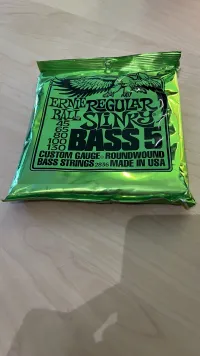 ERNIE BALL REGULAR SLINKY
45
65
80
100
130
BASS 5
CUSTOM GAUGE ROUNDWOUND
BASS STRINGS 2836 MADE IN USA